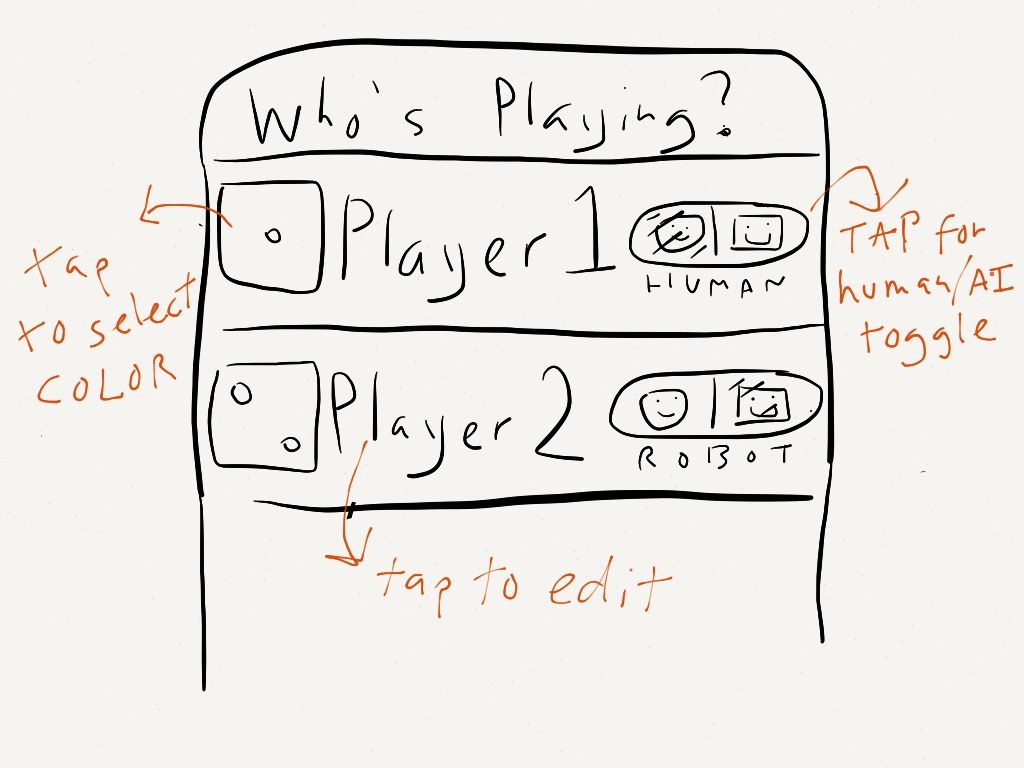 Who's Playing?
Player 1
HUMAN
Player 2
ROBOT
tap
to select
COLOR
TAP for
human/AI
toggle
tap to edit